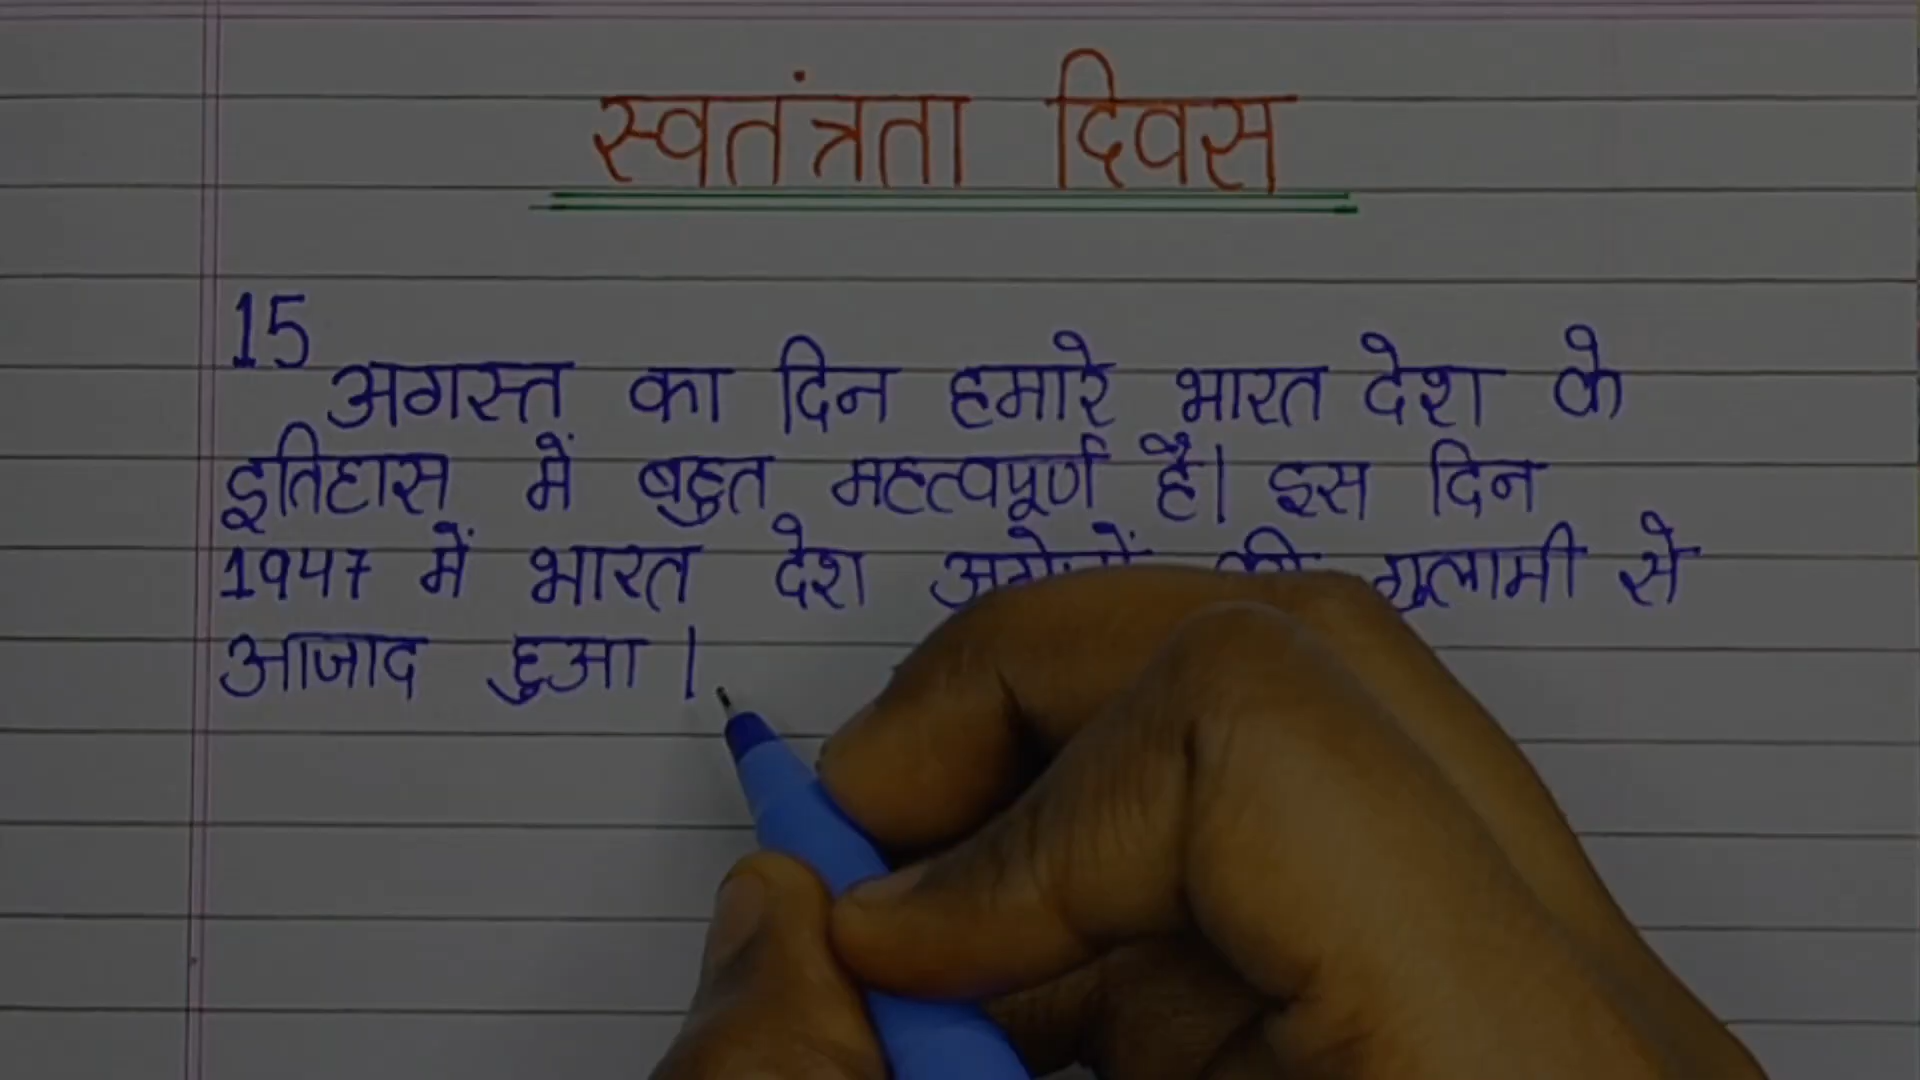 स्वतंत्रता दिवस
15
अगस्त का दिन हमारे भारत देश के
इतिहास में बहुत महत्वपूर्ण है। इस दिन
1947 में भारत देश गुलामी से
आजाद हुआ।